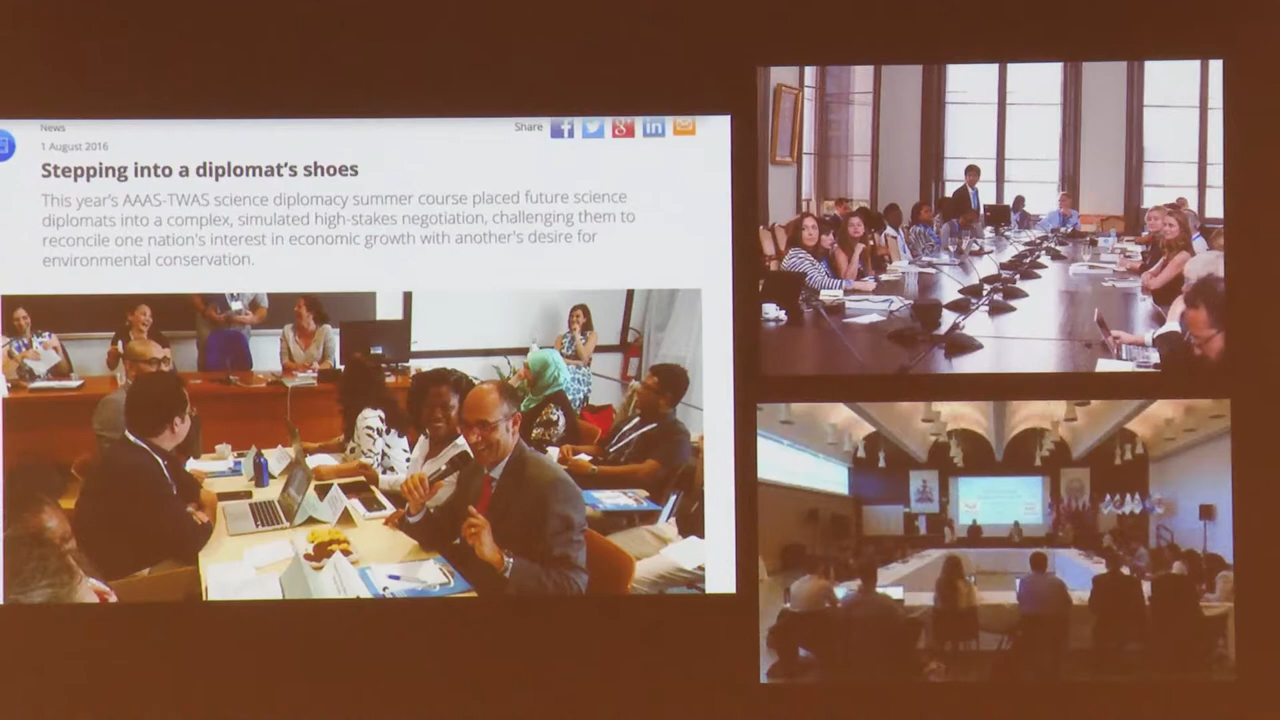 News
Share
1 August 2016
Stepping into a diplomat's shoes
This year's AAAS-TWAS science diplomacy summer course placed future science
diplomats into a complex, simulated high-stakes negotiation, challenging them to
reconcile one nation's interest in economic growth with another's desire for
environmental conservation.